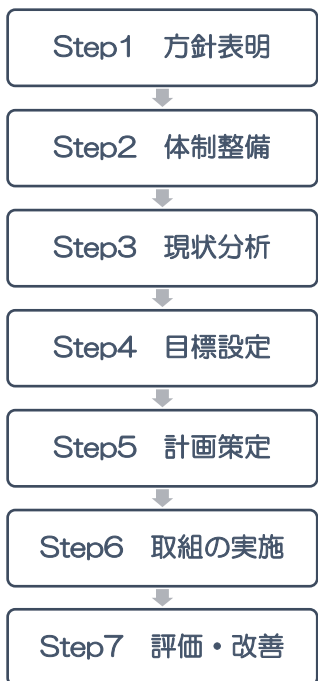 Step1　方針表明
Step2　体制整備
Step3　現状分析
Step4　目標設定
Step5　計画策定
Step6　取組の実施
Step7　評価・改善